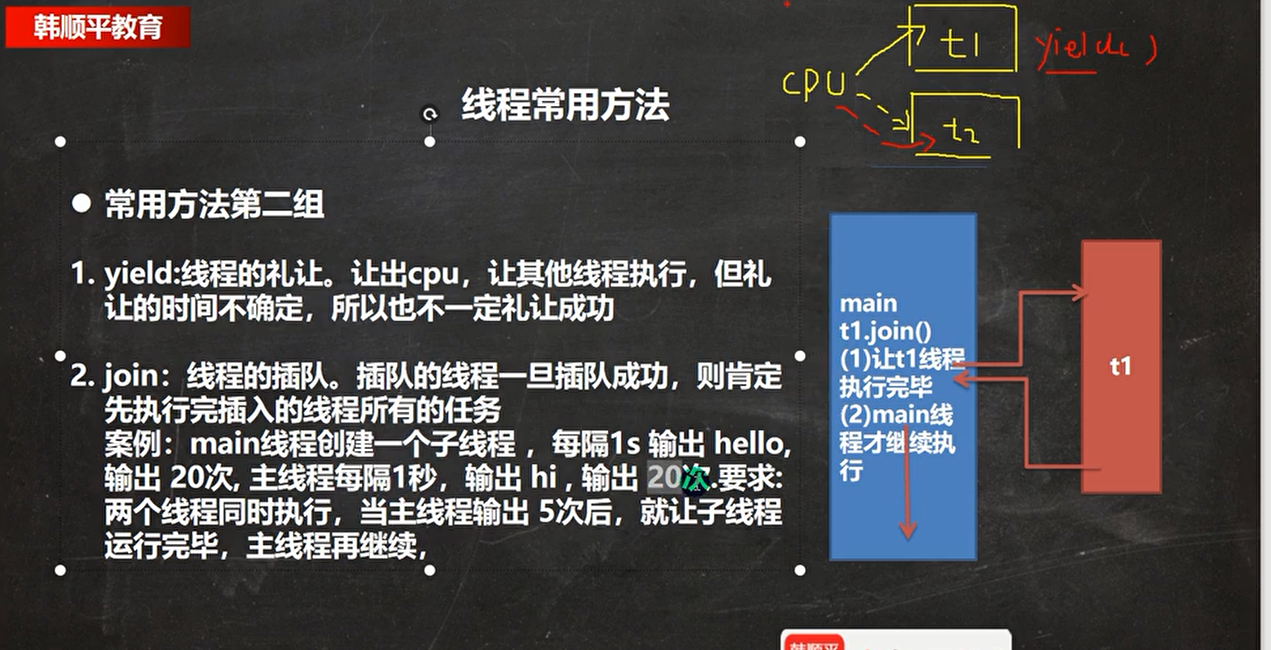 韩顺平教育
线程常用方法
cpu
t1
yield()
t2
常用方法第二组
1. yield:线程的礼让。让出cpu，让其他线程执行，但礼
让的时间不确定，所以也不一定礼让成功
2. join：线程的插队。插队的线程一旦插队成功，则肯定
先执行完插入的线程所有的任务
案例：main线程创建一个子线程 ，每隔1s 输出 hello,
输出 20次, 主线程每隔1秒，输出 hi , 输出 20次.要求:
两个线程同时执行，当主线程输出 5次后，就让子线程
运行完毕，主线程再继续，
main
t1.join()
(1)让t1线程
执行完毕
(2)main线
程才继续执
行
t1
韩顺平